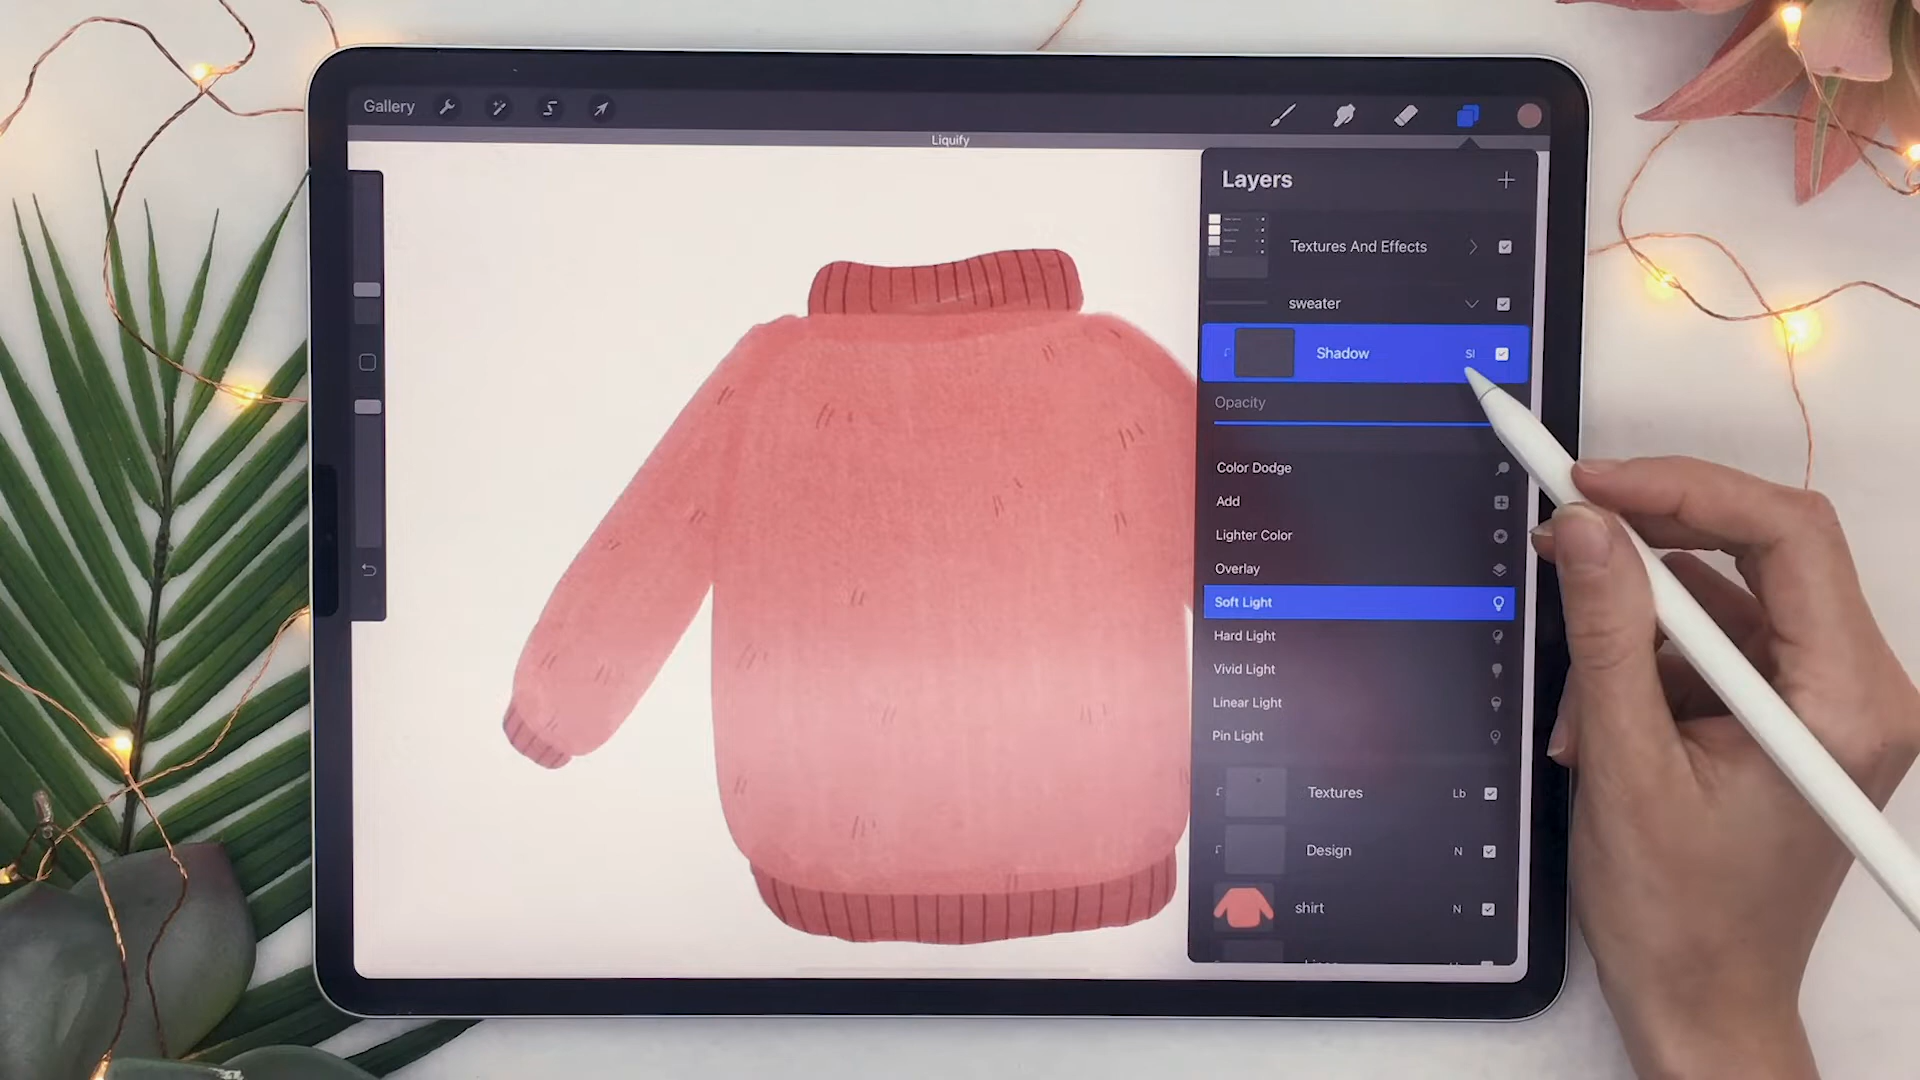 Gallery
Liquify
Layers
Textures And Effects
sweater
Shadow
Sl
Opacity
Color Dodge
Add
Lighter Color
Overlay
Soft Light
Hard Light
Vivid Light
Linear Light
Pin Light
Textures
Lb
Design
N
shirt
N